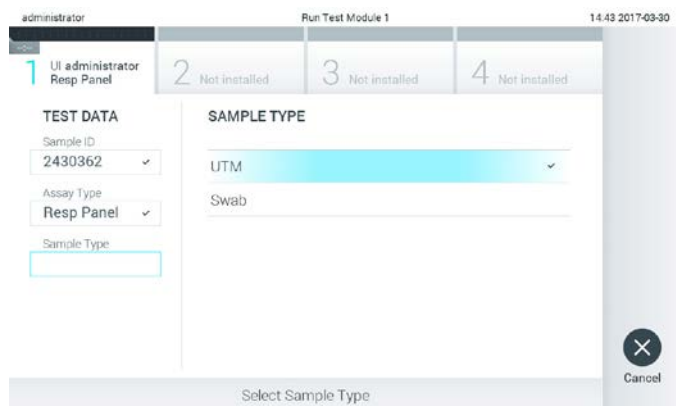 administrator Run Test Module 1 14.43 2017-03-30
1 UI administrator Resp Panel
2 Not installed
3 Not installed
4 Not installed
TEST DATA
Sample ID
2430362
Assay Type
Resp Panel
Sample Type
SAMPLE TYPE
UTM
Swab
Cancel
Select Sample Type